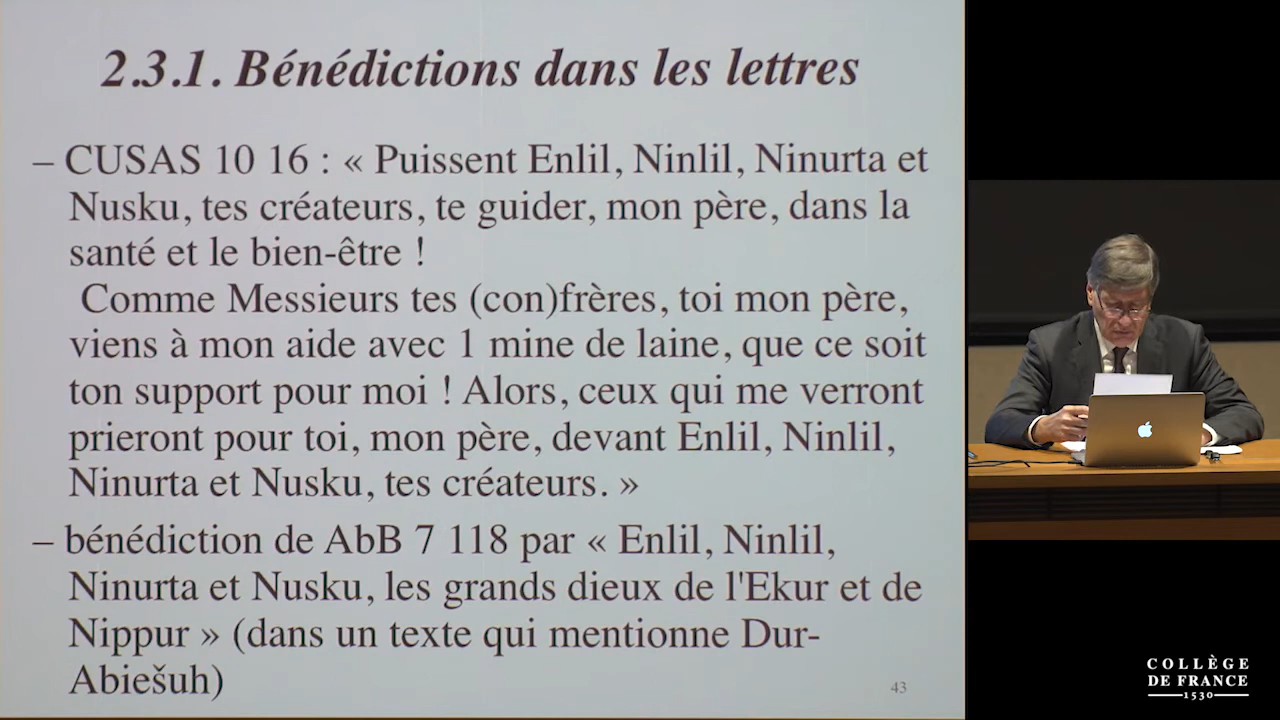 2.3.1. Bénédictions dans les lettres
– CUSAS 10 16 : « Puissent Enlil, Ninlil, Ninurta et
Nusku, tes créateurs, te guider, mon père, dans la
santé et le bien-être !
Comme Messieurs tes (con)frères, toi mon père,
viens à mon aide avec 1 mine de laine, que ce soit
ton support pour moi ! Alors, ceux qui me verront
prieront pour toi, mon père, devant Enlil, Ninlil,
Ninurta et Nusku, tes créateurs. »
– bénédiction de AbB 7 118 par « Enlil, Ninlil,
Ninurta et Nusku, les grands dieux de l'Ekur et de
Nippur » (dans un texte qui mentionne Dur-
Abiešuh)
43
COLLÈGE
DE FRANCE
1530